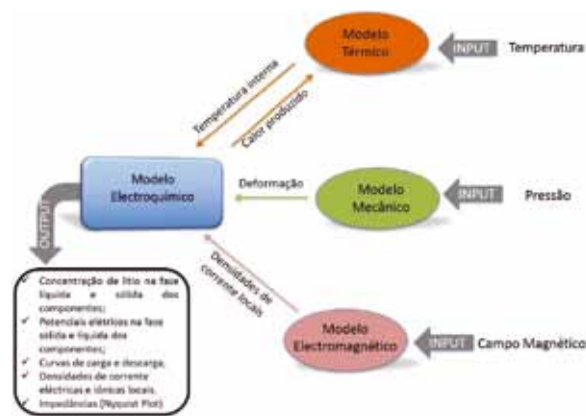 Modelo
Térmico
INPUT
Temperatura
Temperatura interna
Calor produzido
Modelo
Electroquímico
Deformação
Modelo
Mecânico
INPUT
Pressão
OUTPUT
Densidades de
corrente locais
Modelo
Electromagnético
INPUT
Campo Magnético
✓ Concentração de lítio na fase
líquida e sólida dos
componentes;
✓ Potenciais elétricos na fase
sólida e líquida dos
componentes;
✓ Curvas de carga e descarga;
✓ Densidades de corrente
eléctricas e iónicas locais.
✓ Impedâncias (Nyquist Plot)